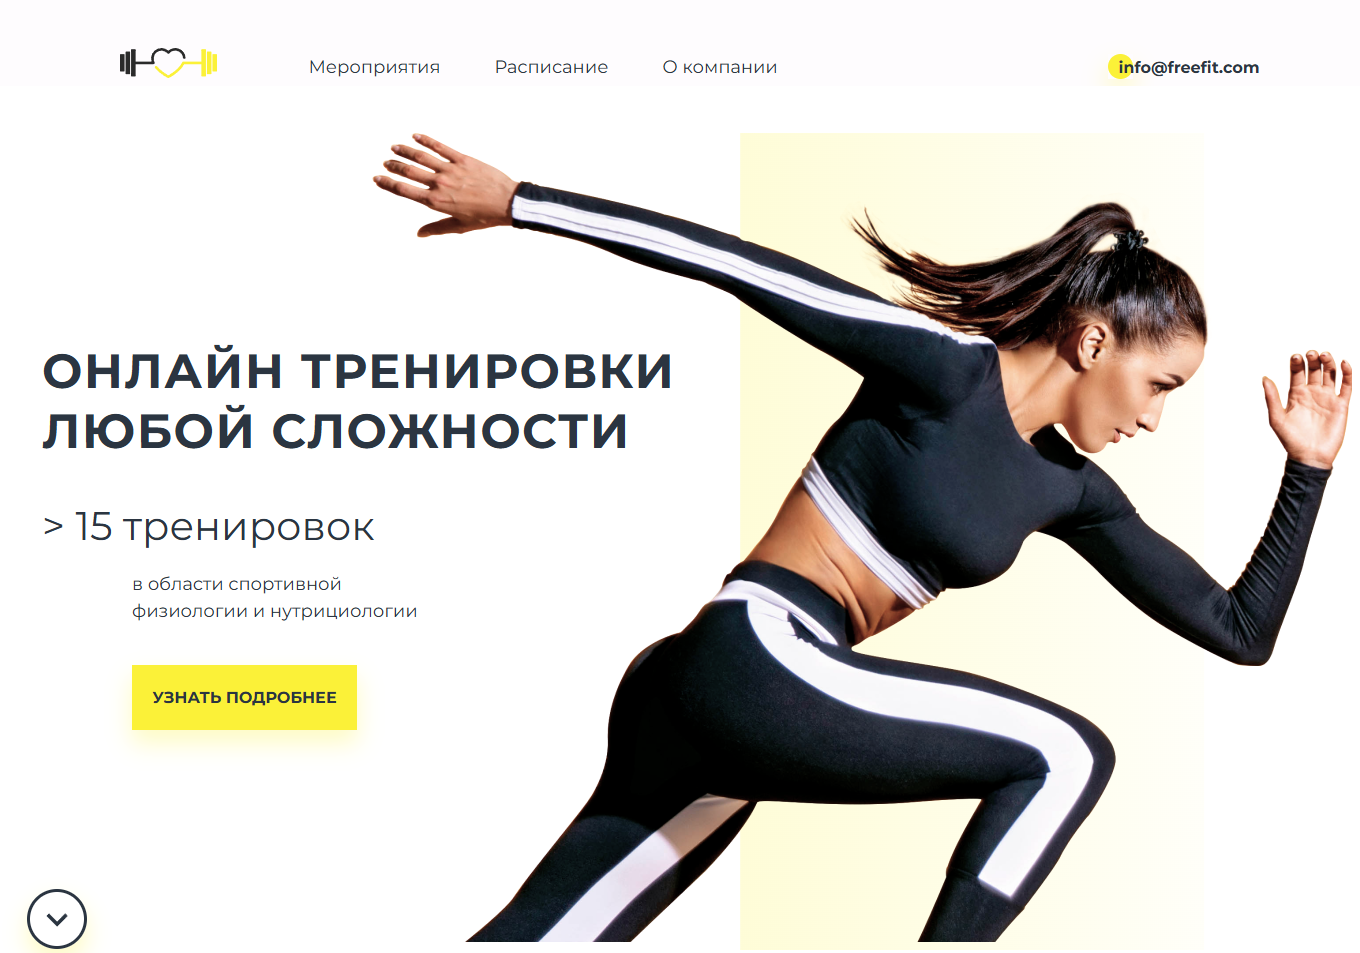 Мероприятия Расписание О компании info@freefit.com
ОНЛАЙН ТРЕНИРОВКИ
ЛЮБОЙ СЛОЖНОСТИ
> 15 тренировок
в области спортивной
физиологии и нутрициологии
УЗНАТЬ ПОДРОБНЕЕ